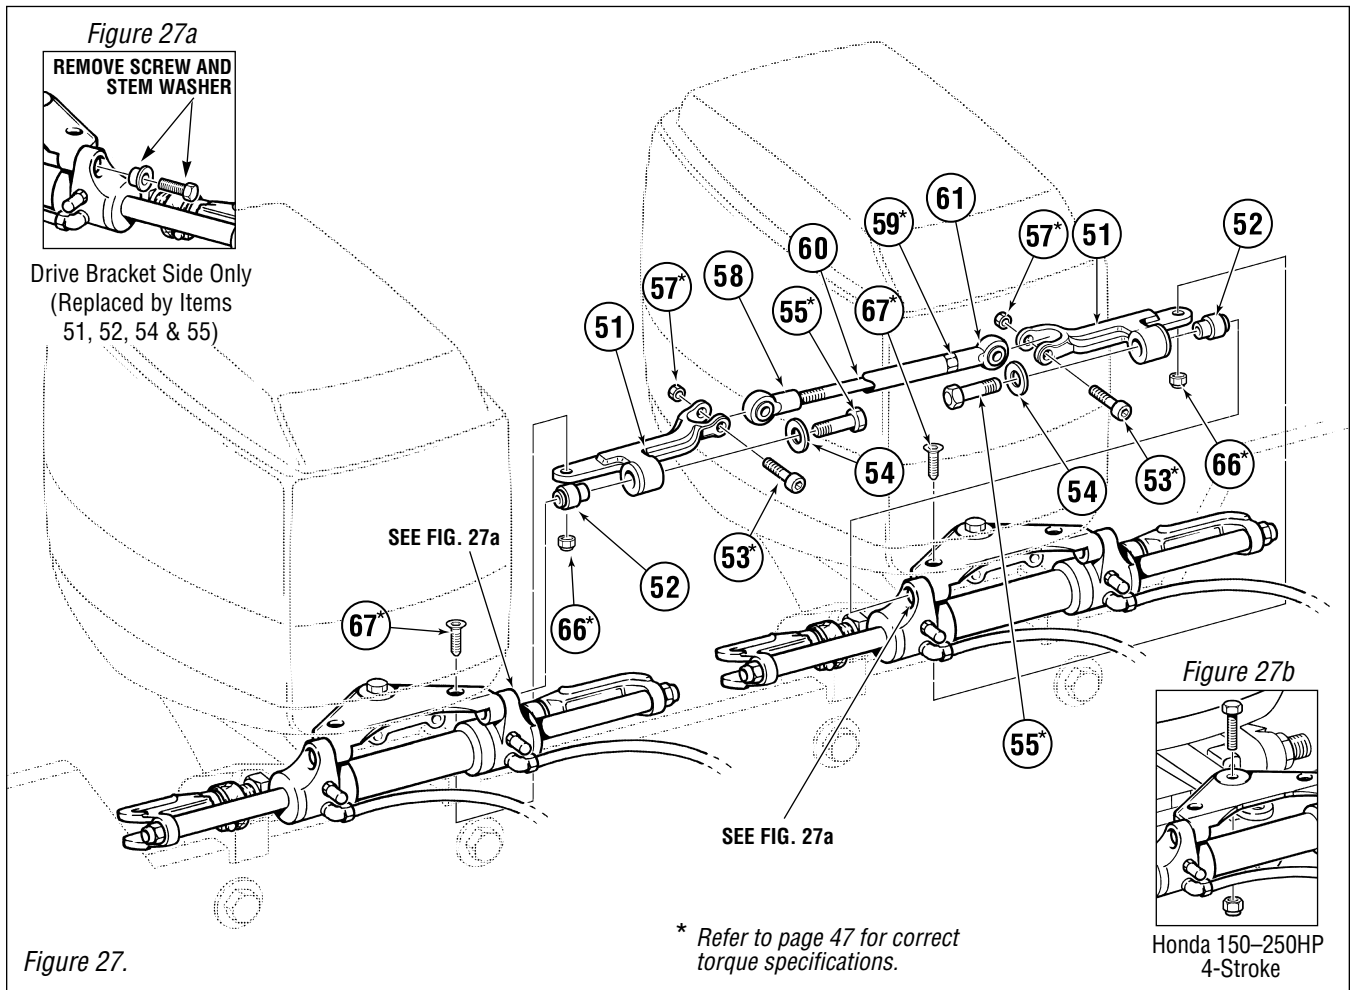 Figure 27a
REMOVE SCREW AND
STEM WASHER
Drive Bracket Side Only
(Replaced by Items
51, 52, 54 & 55)
61
59*
57*
51
52
60
58
55*
67*
57*
51
54
53*
66*
54
53*
52
SEE FIG. 27a
66*
67*
55*
SEE FIG. 27a
Figure 27b
Honda 150–250HP
4-Stroke
* Refer to page 47 for correct
torque specifications.
Figure 27.